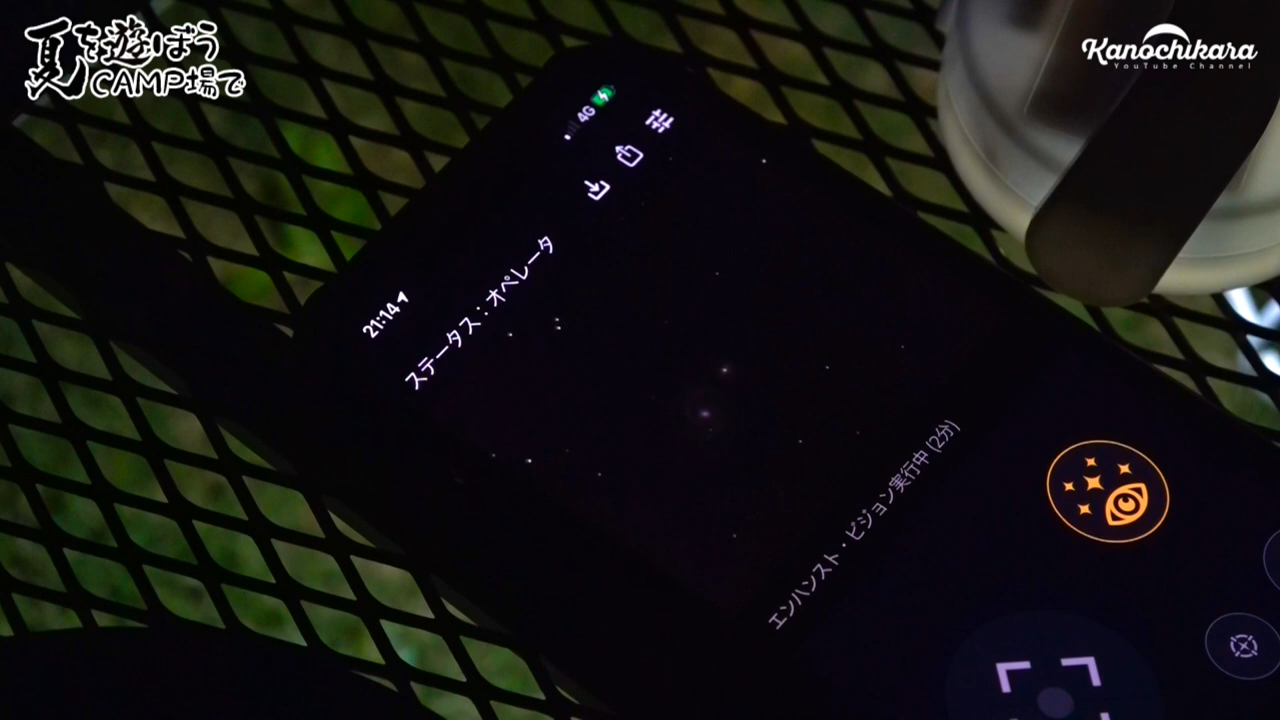 夏を遊ぼう
CAMP場で
Kanochikara
YouTube Channel
4G
21:14
ステータス：オペレータ
エンハンスト・ビジョン実行中 (2分)